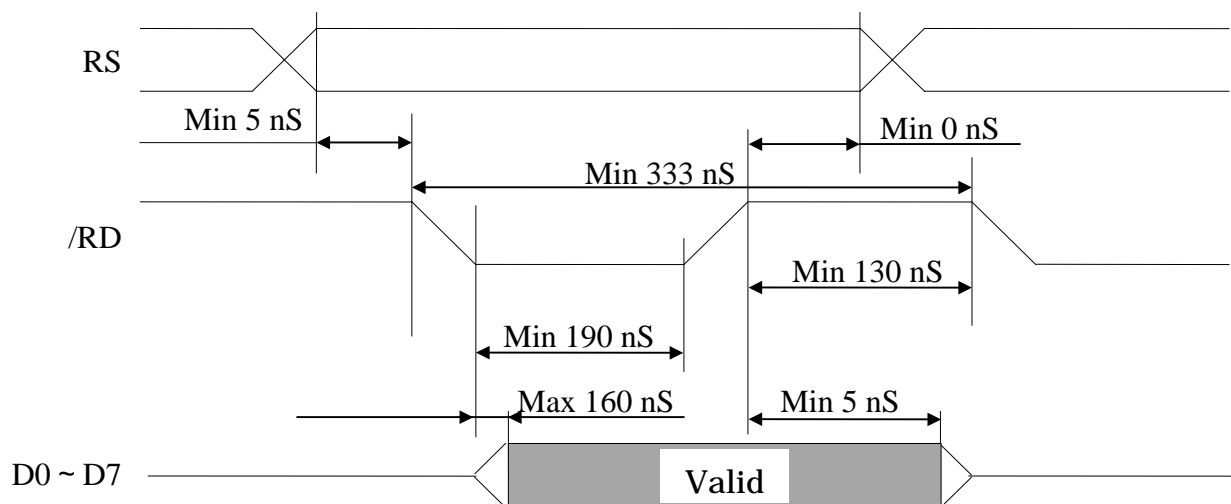 RS
Min 5 nS
Min 0 nS
Min 333 nS
/RD
Min 130 nS
Min 190 nS
Max 160 nS
Min 5 nS
D0 ~ D7
Valid